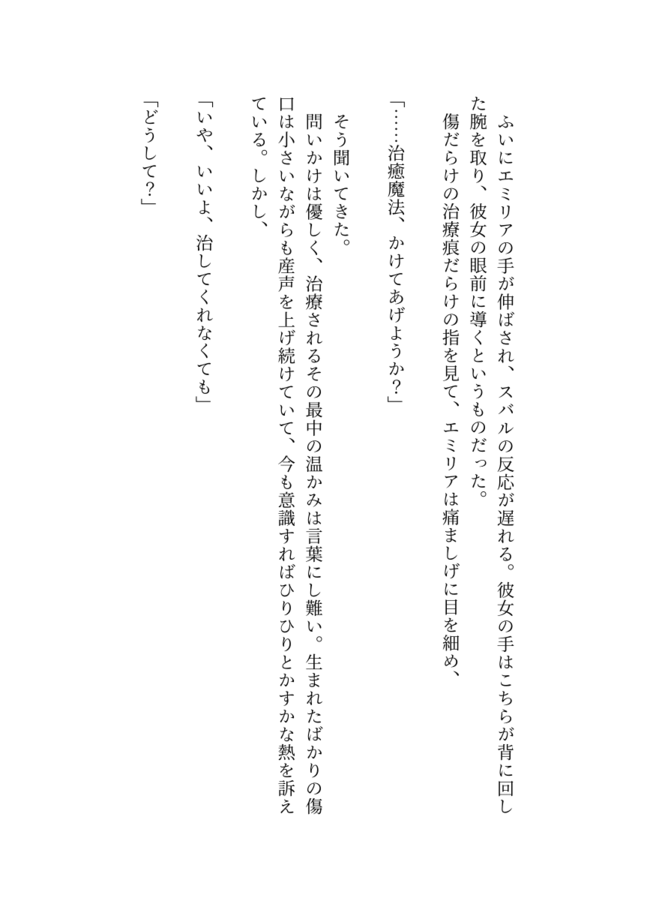 ふいにエミリアの手が伸ばされ、スバルの反応が遅れる。彼女の手はこちらが背に回し
た腕を取り、彼女の眼前に導くというものだった。
傷だらけの治療痕だらけの指を見て、エミリアは痛ましげに目を細め、
「……治癒魔法、かけてあげようか？」
そう聞いてきた。
問いかけは優しく、治療されるその最中の温かみは言葉にし難い。生まれたばかりの傷
口は小さいながらも産声を上げ続けていて、今も意識すればひりひりとかすかな熱を訴え
ている。しかし、
「いや、いいよ、治してくれなくても」
「どうして？」